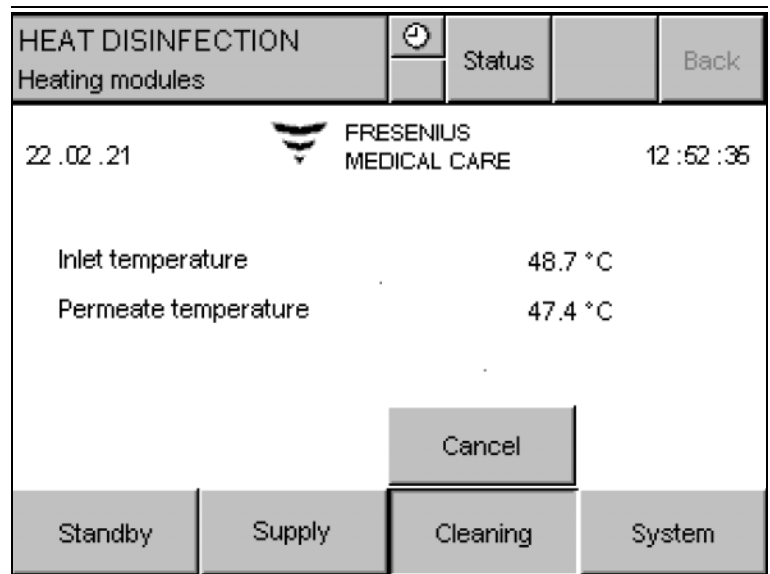 HEAT DISINFECTION
Heating modules
Status
Back
22 .02 .21
FRESENIUS
MEDICAL CARE
12 :52 :35
Inlet temperature 48.7 °C
Permeate temperature 47.4 °C
Cancel
Standby Supply Cleaning System